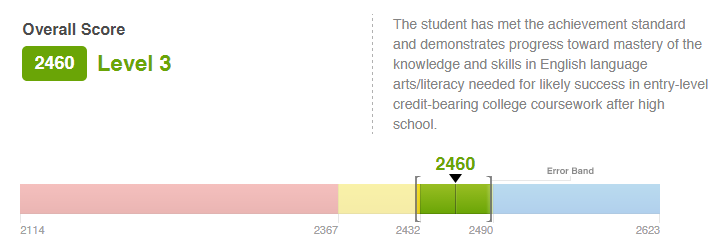 Overall Score
2460 Level 3
The student has met the achievement standard
and demonstrates progress toward mastery of the
knowledge and skills in English language
arts/literacy needed for likely success in entry-level
credit-bearing college coursework after high
school.
2460
Error Band
2114 2367 2432 2490 2623